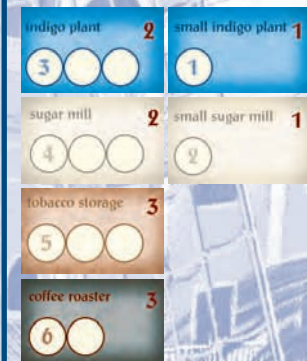 indigo plant 2 small indigo plant 1
3 1
sugar mill 2 small sugar mill 1
4 2
tobacco storage 3
5
coffee roaster 3
6